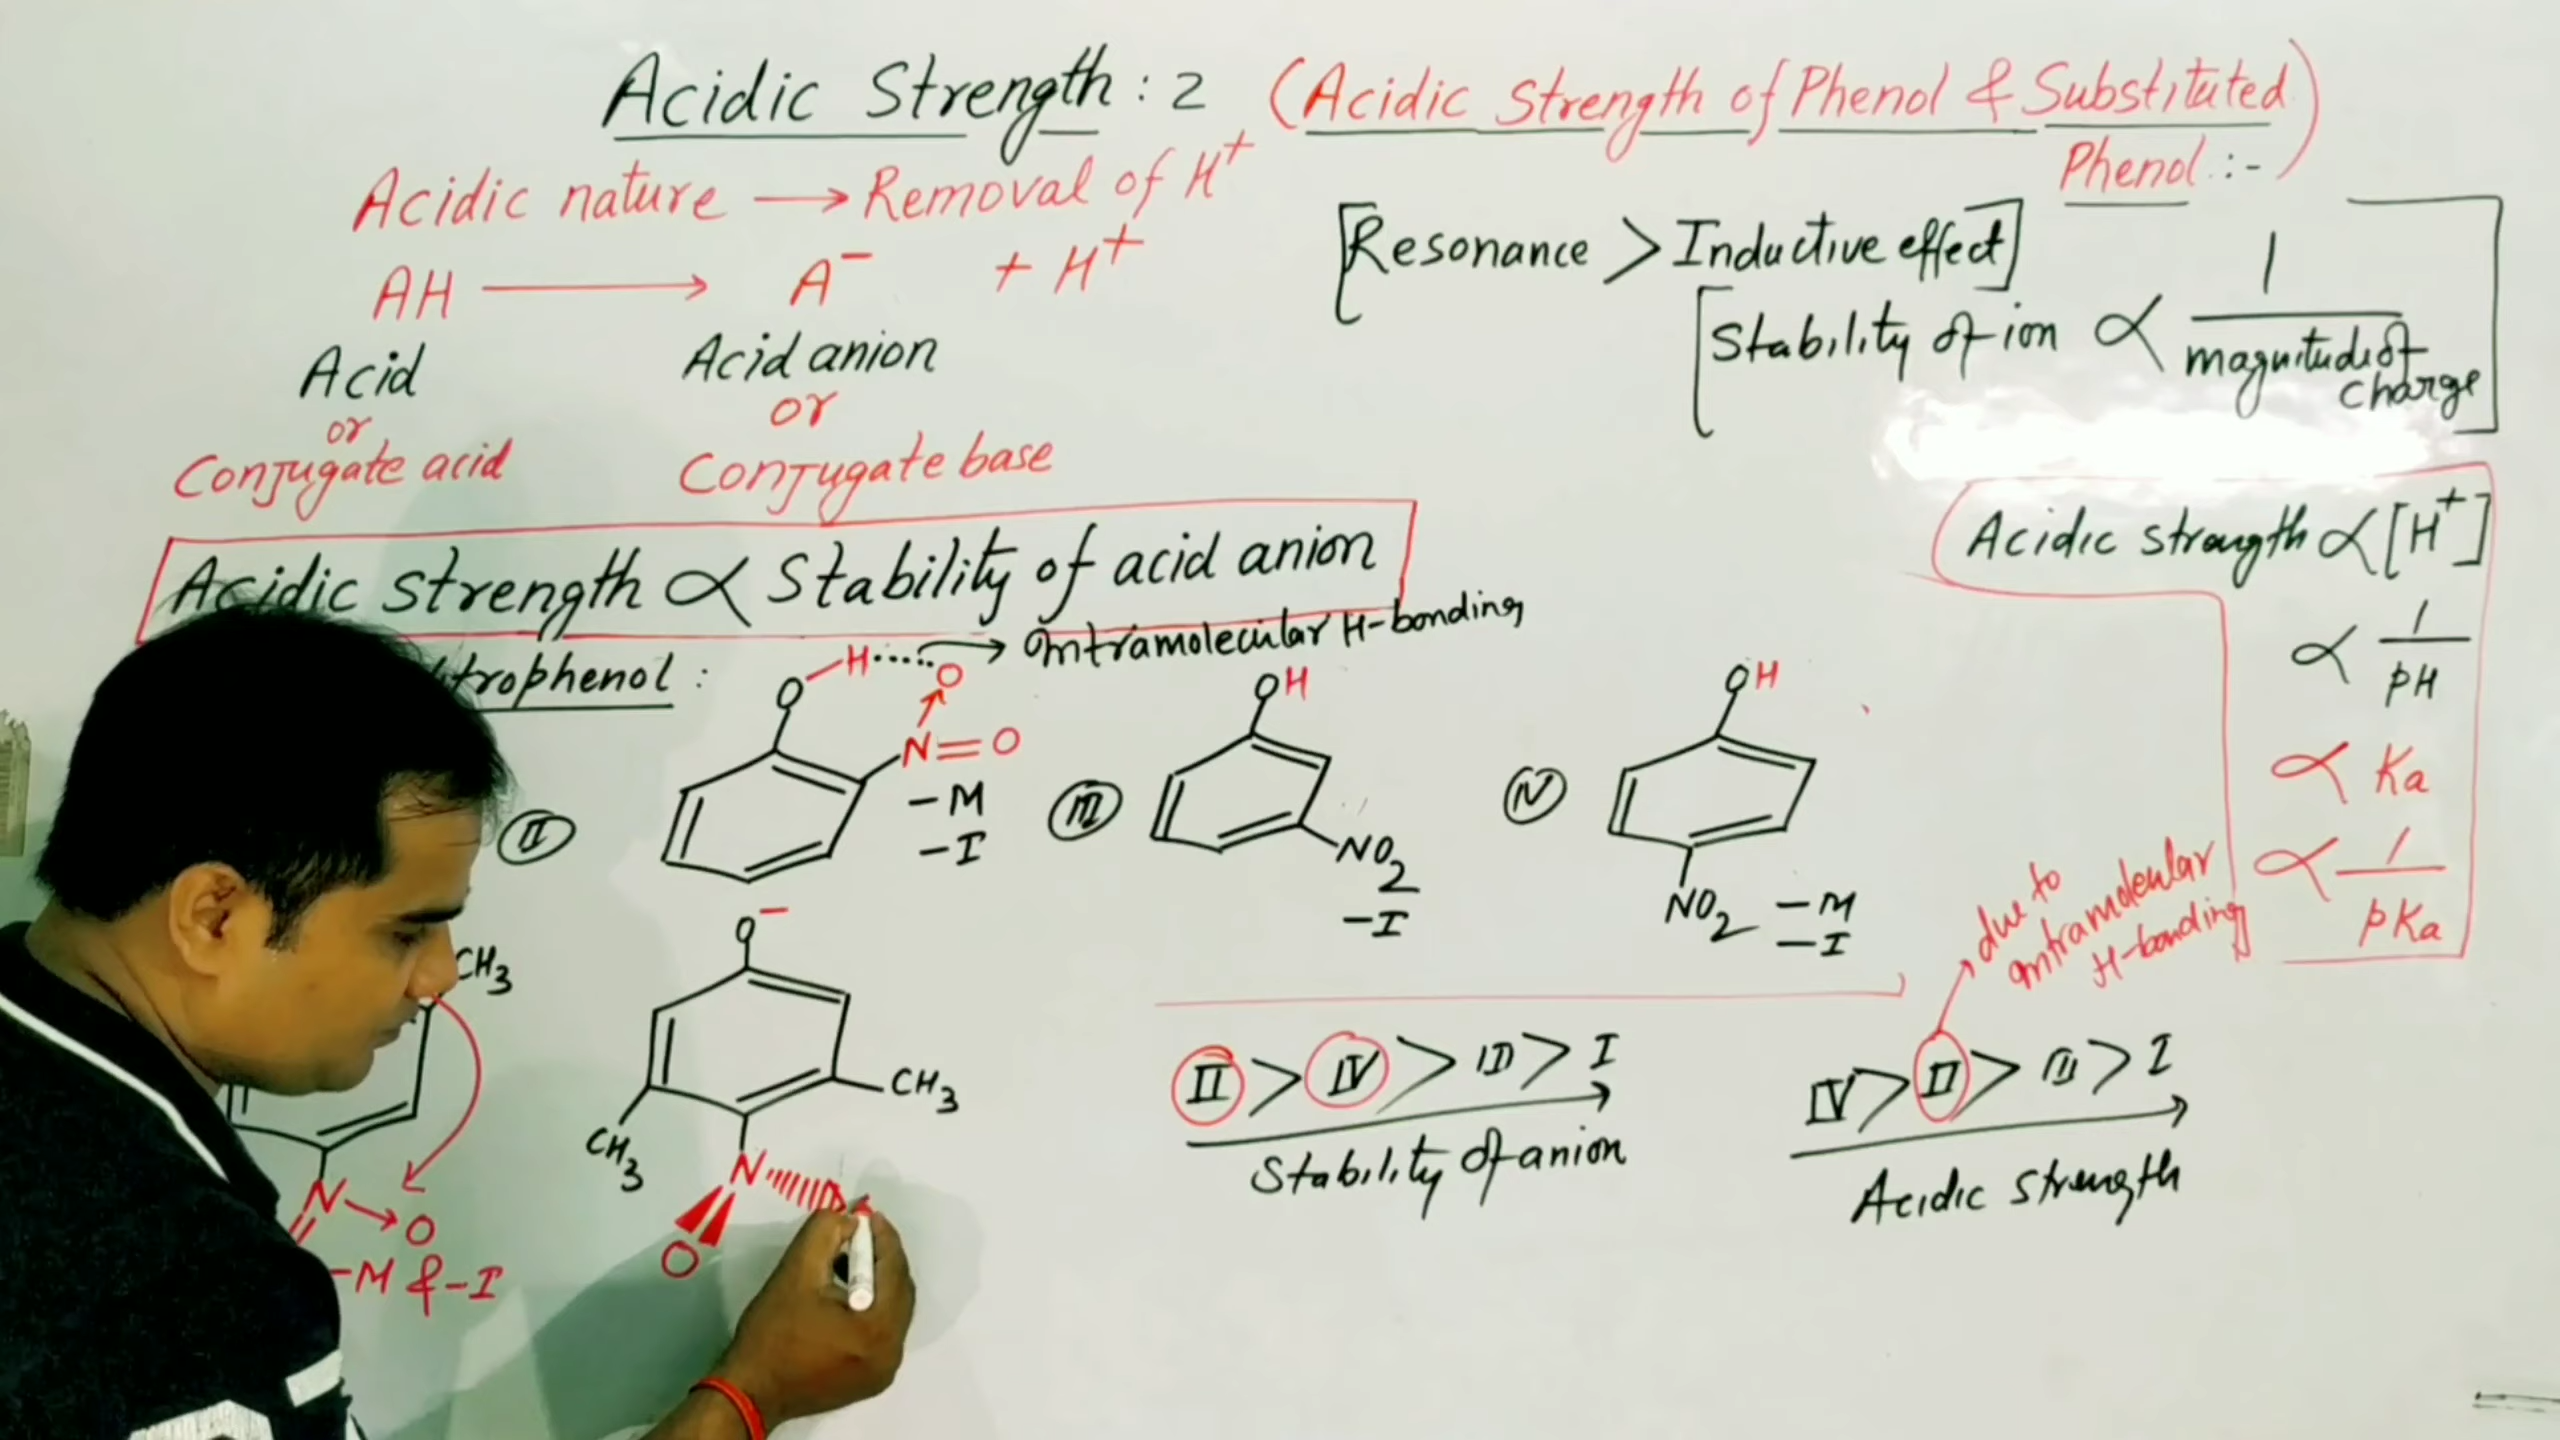 Acidic Strength : 2 (Acidic Strength of Phenol & Substituted
Phenol :-)
Acidic nature → Removal of H+
AH → A− + H+
Acid
or
Conjugate acid
Acid anion
or
Conjugate base
[Resonance > Inductive effect]
[Stability of ion ∝ 1
magnitude of
charge]
Acidic strength ∝ Stability of acid anion
Acidic strength ∝ [H+]
∝ 1
pH
∝ Ka
∝ 1
pKa
trophenol :
O-H..... O → Intramolecular H-bonding
N=O
-M
-I
II
III
OH
NO2
-I
IV
OH
NO2
-M
-I
CH3
N→O
-M & -I
O−
CH3
CH3
N
O
II > IV > III > I
Stability of anion
due to
intramolecular
H-bonding
IV > II > III > I
Acidic strength